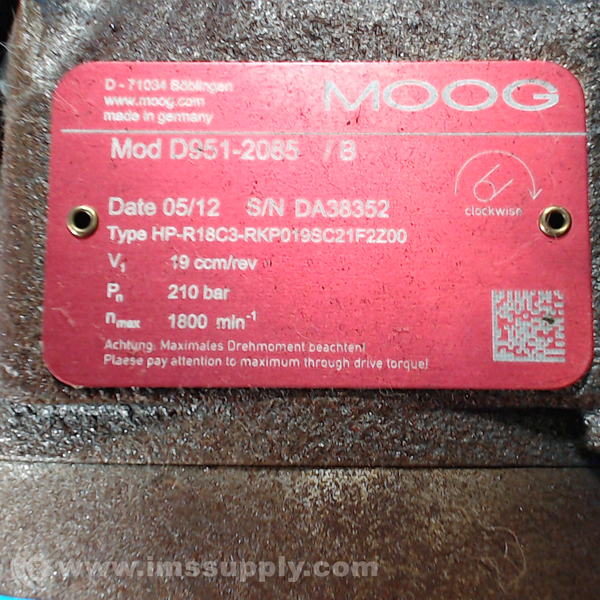 D - 71034 Böblingen
www.moog.com
made in germany
MOOG
Mod D951-2085 / B
clockwise
Date 05/12 S/N DA38352
Type HP-R18C3-RKP019SC21F2Z00
V₁ 19 ccm/rev
Pₙ 210 bar
nₘₐₓ 1800 min⁻¹
Achtung: Maximales Drehmoment beachten!
Plaese pay attention to maximum through drive torque!
© www.imssupply.com ®